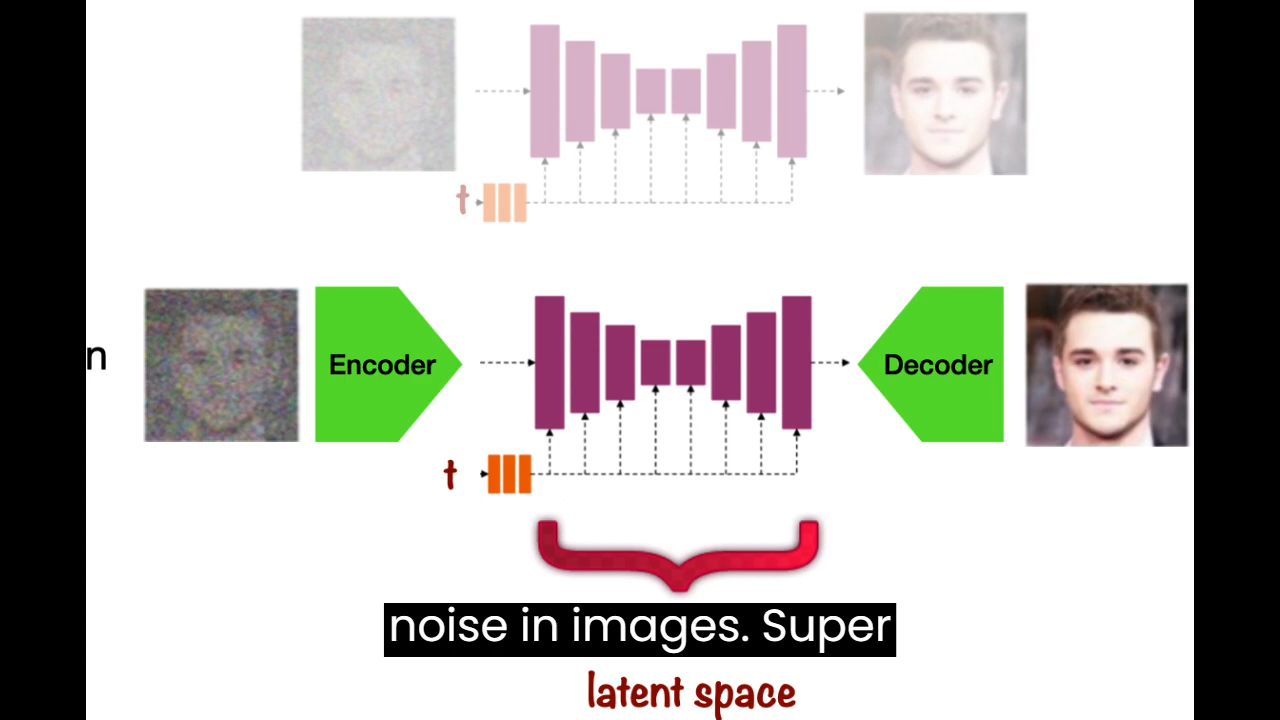 t
n
Encoder
Decoder
t
noise in images. Super
latent space